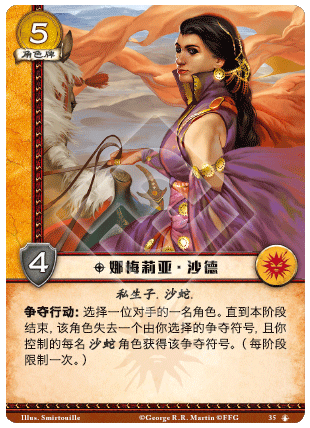 5
角色牌
4
娜梅莉亚·沙德
私生子. 沙蛇.
争夺行动: 选择一位对手的一名角色。直到本阶段
结束, 该角色失去一个由你选择的争夺符号, 且你
控制的每名 沙蛇 角色获得该争夺符号。（每阶段
限制一次。）
Illus. Smirtouille ©George R.R. Martin ©FFG 35